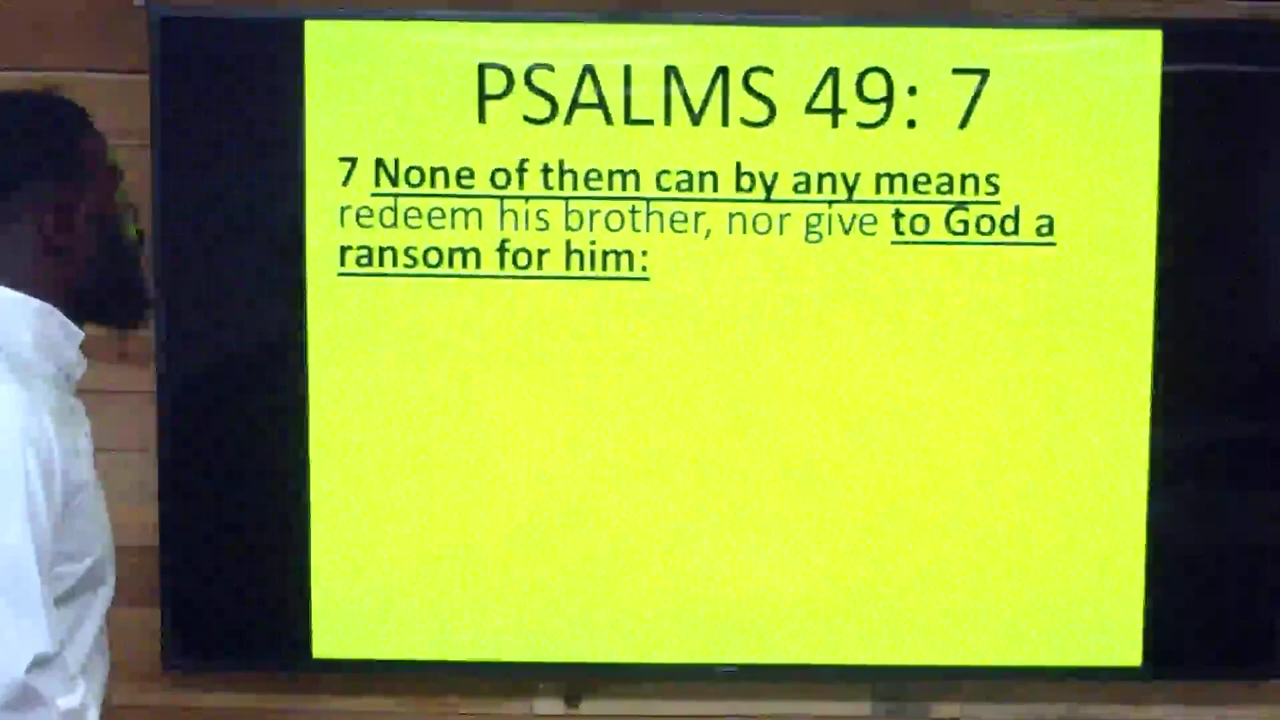 PSALMS 49: 7
7 None of them can by any means
redeem his brother, nor give to God a
ransom for him: